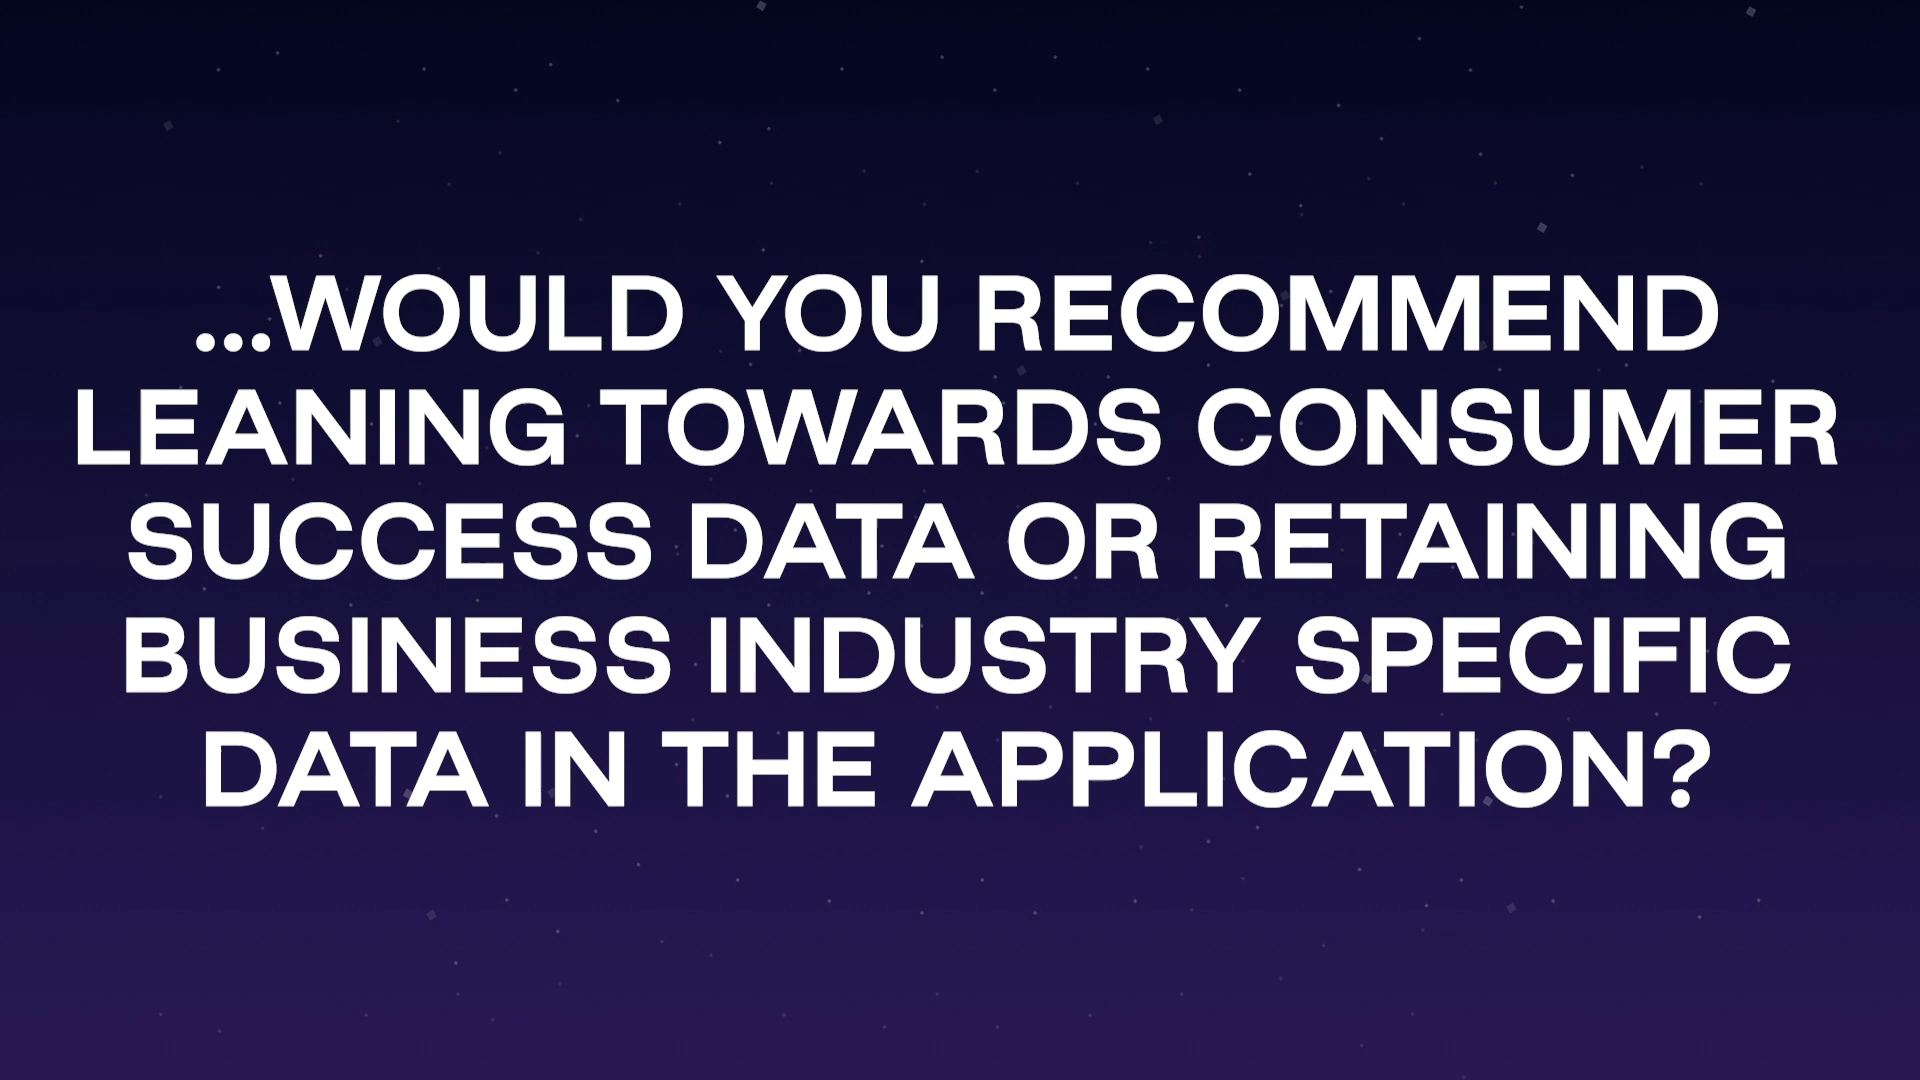 ...WOULD YOU RECOMMEND
LEANING TOWARDS CONSUMER
SUCCESS DATA OR RETAINING
BUSINESS INDUSTRY SPECIFIC
DATA IN THE APPLICATION?